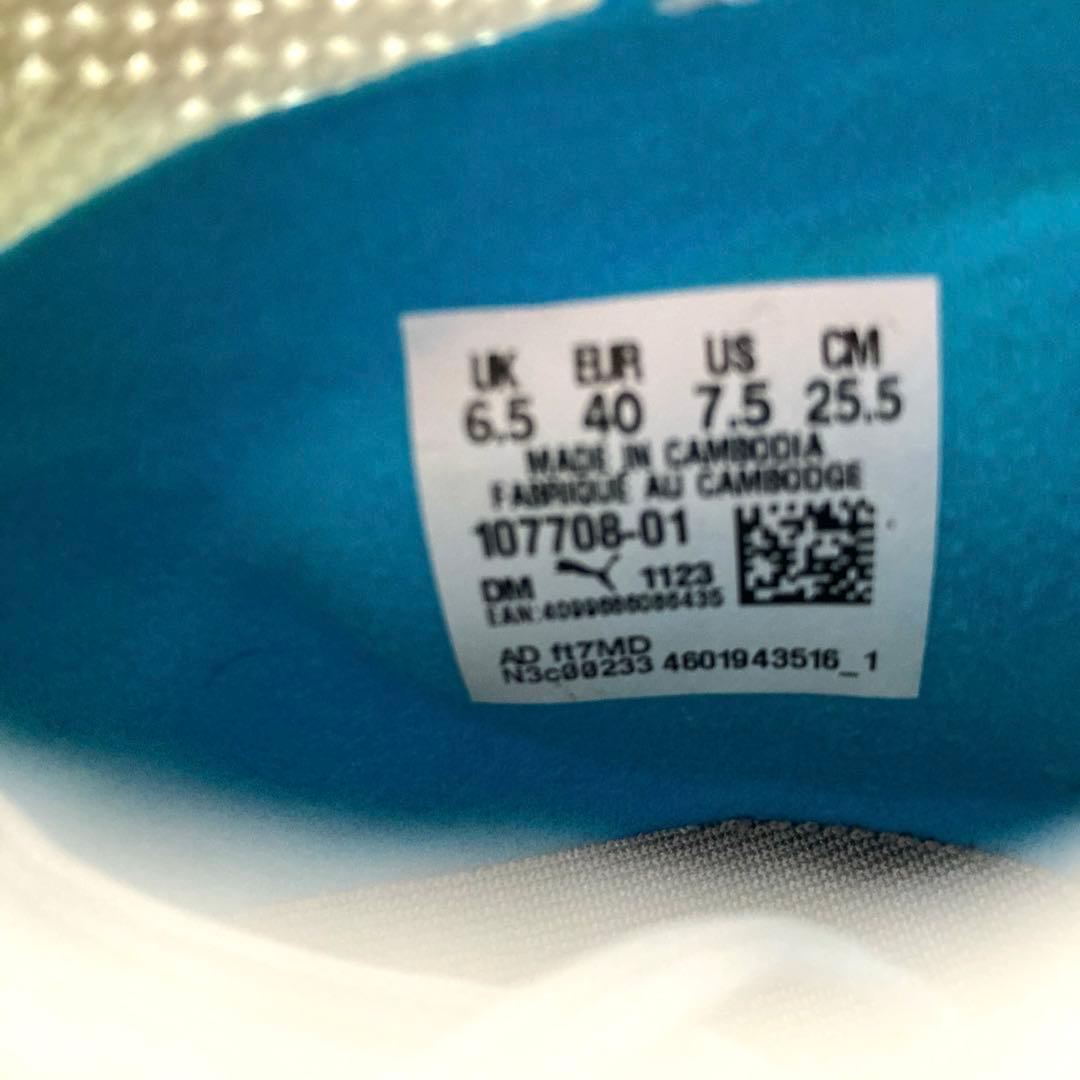 UK EUR US CM
6.5 40 7.5 25.5
MADE IN CAMBODIA
FABRIQUÉ AU CAMBODGE
107708-01
DM 1123
EAN:
AD ft7MD
N3c00233 4601943516_1